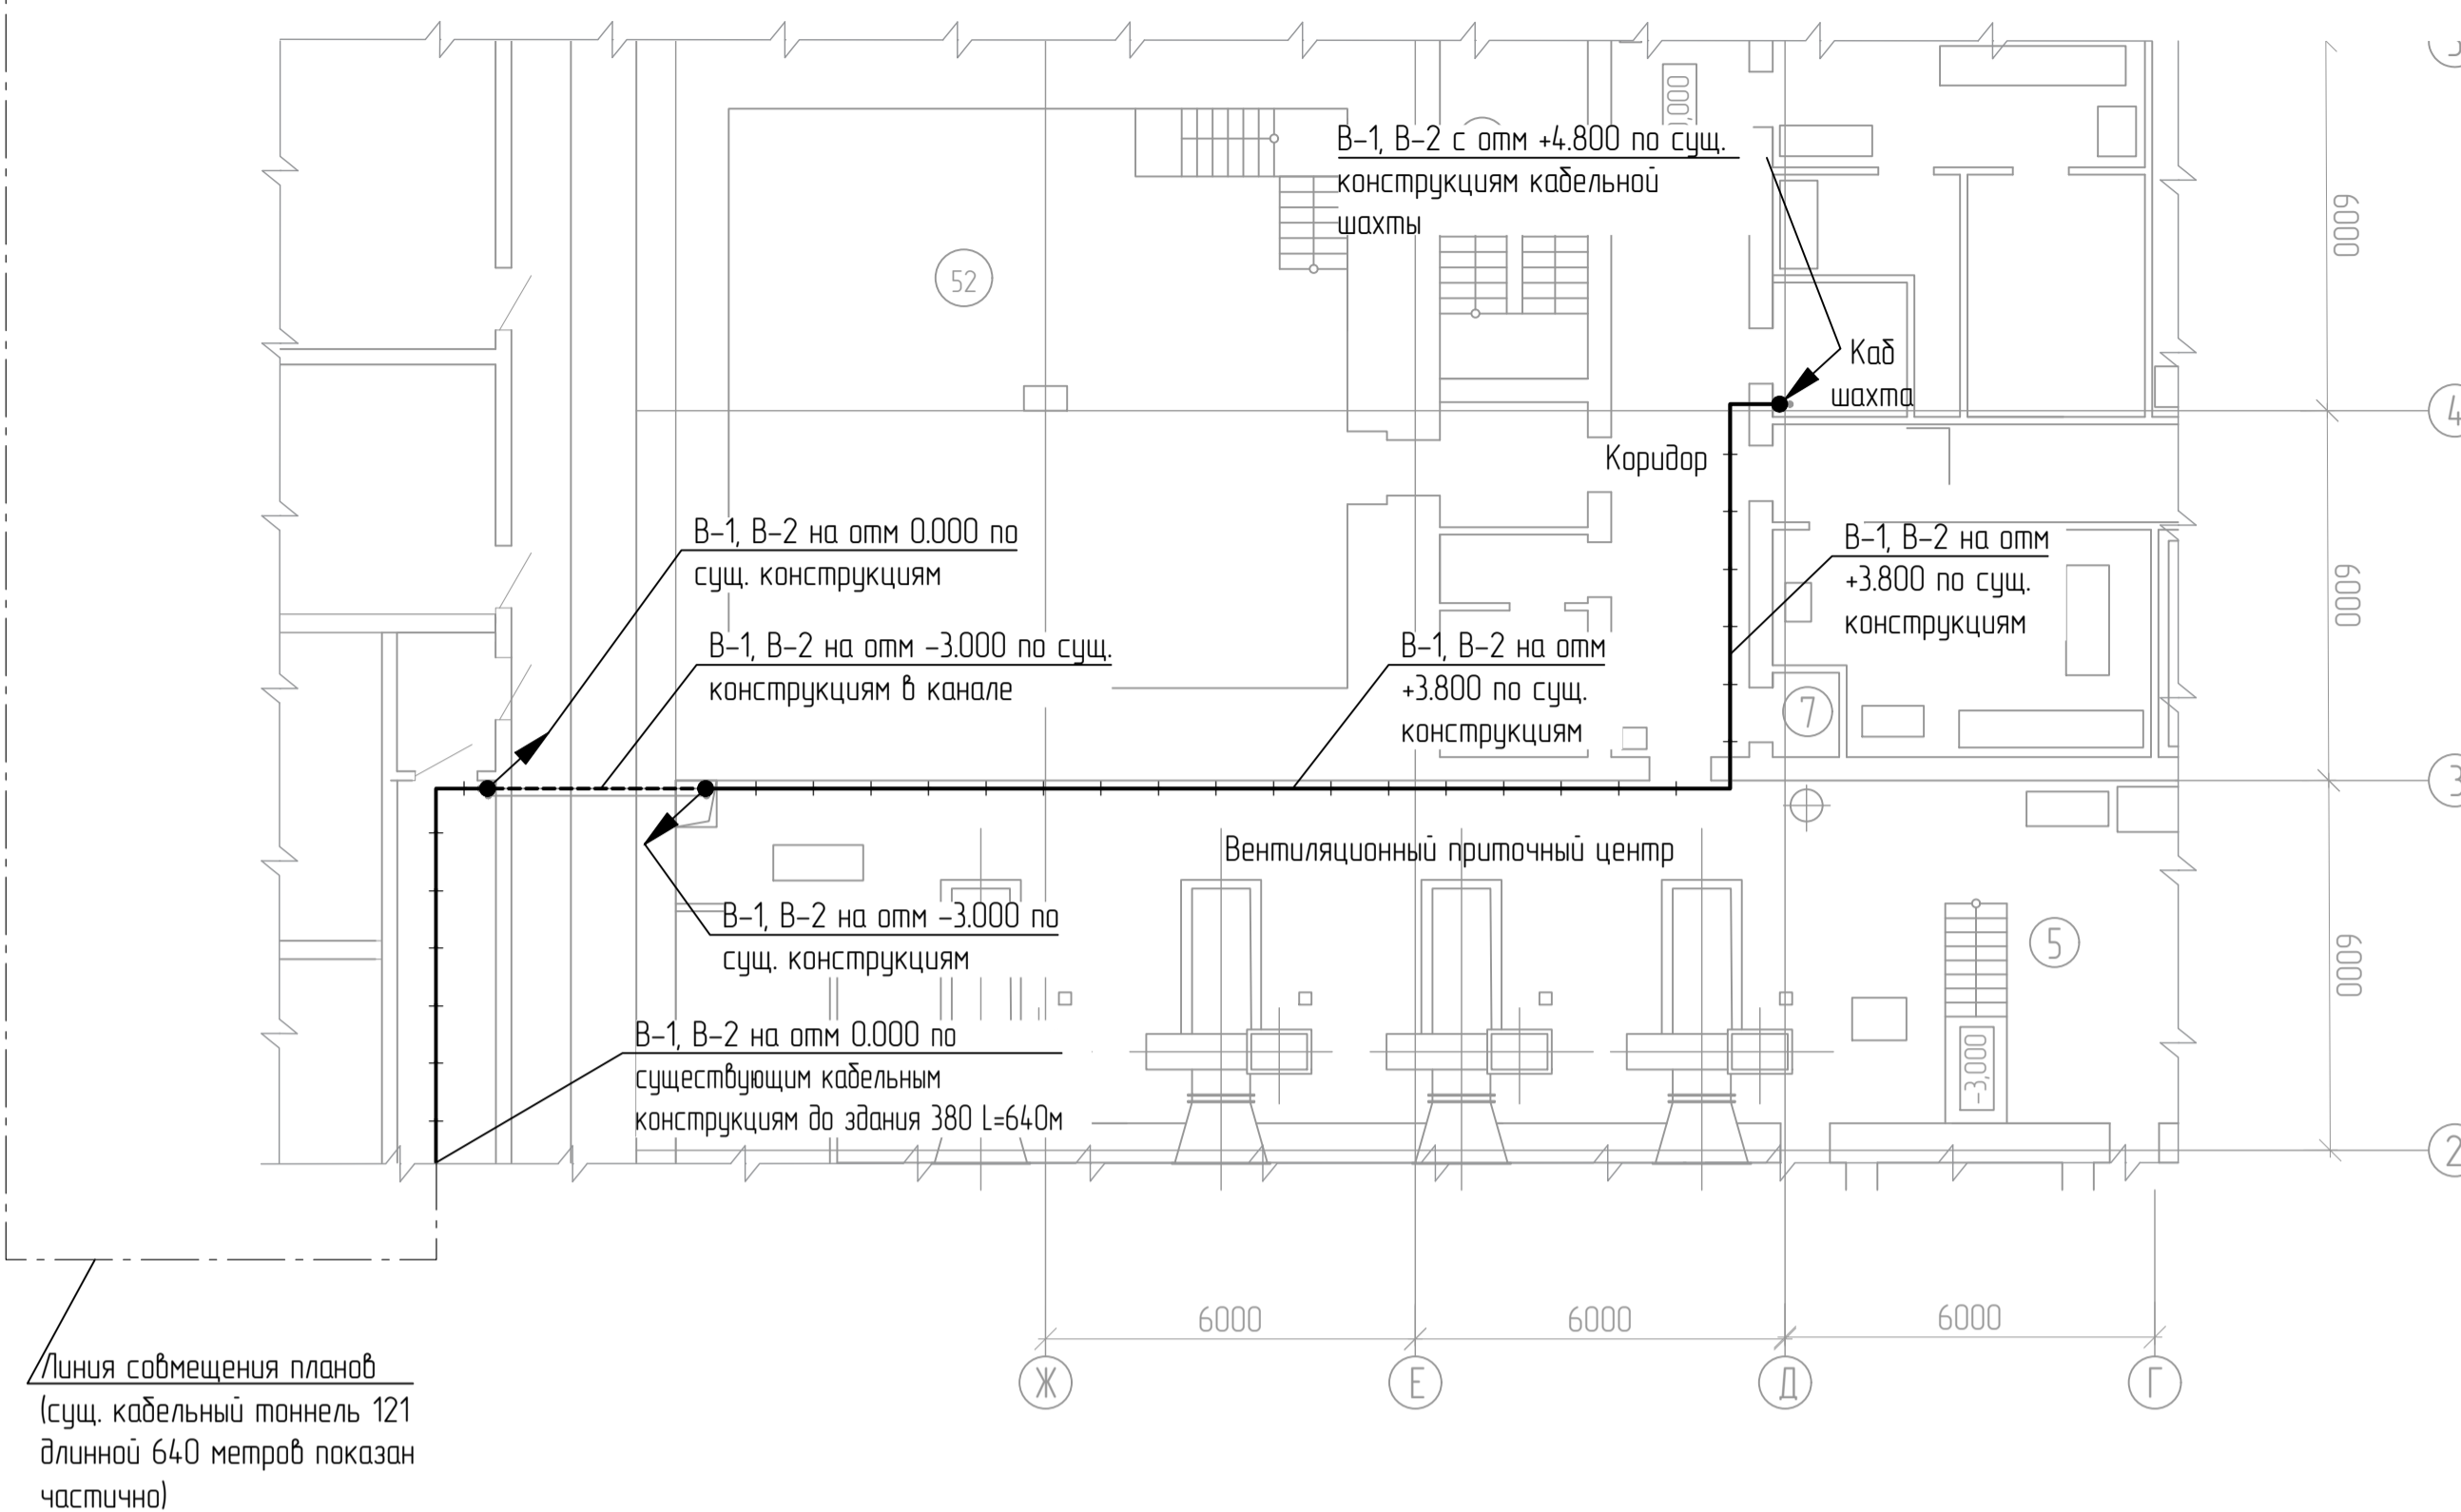 В-1, В-2 с отм +4.800 по сущ.
конструкциям кабельной
шахты
6000
52
Каб
шахта
4
Коридор
В-1, В-2 на отм 0.000 по
сущ. конструкциям
В-1, В-2 на отм
+3.800 по сущ.
конструкциям
6000
В-1, В-2 на отм -3.000 по сущ.
конструкциям в канале
В-1, В-2 на отм
+3.800 по сущ.
конструкциям
7
3
Вентиляционный приточный центр
В-1, В-2 на отм -3.000 по
сущ. конструкциям
5
6000
В-1, В-2 на отм 0.000 по
существующим кабельным
конструкциям до здания 380 L=640м
-3,000
2
6000
6000
6000
Ж
Е
Д
Г
Линия совмещения планов
(сущ. кабельный тоннель 121
длинной 640 метров показан
частично)